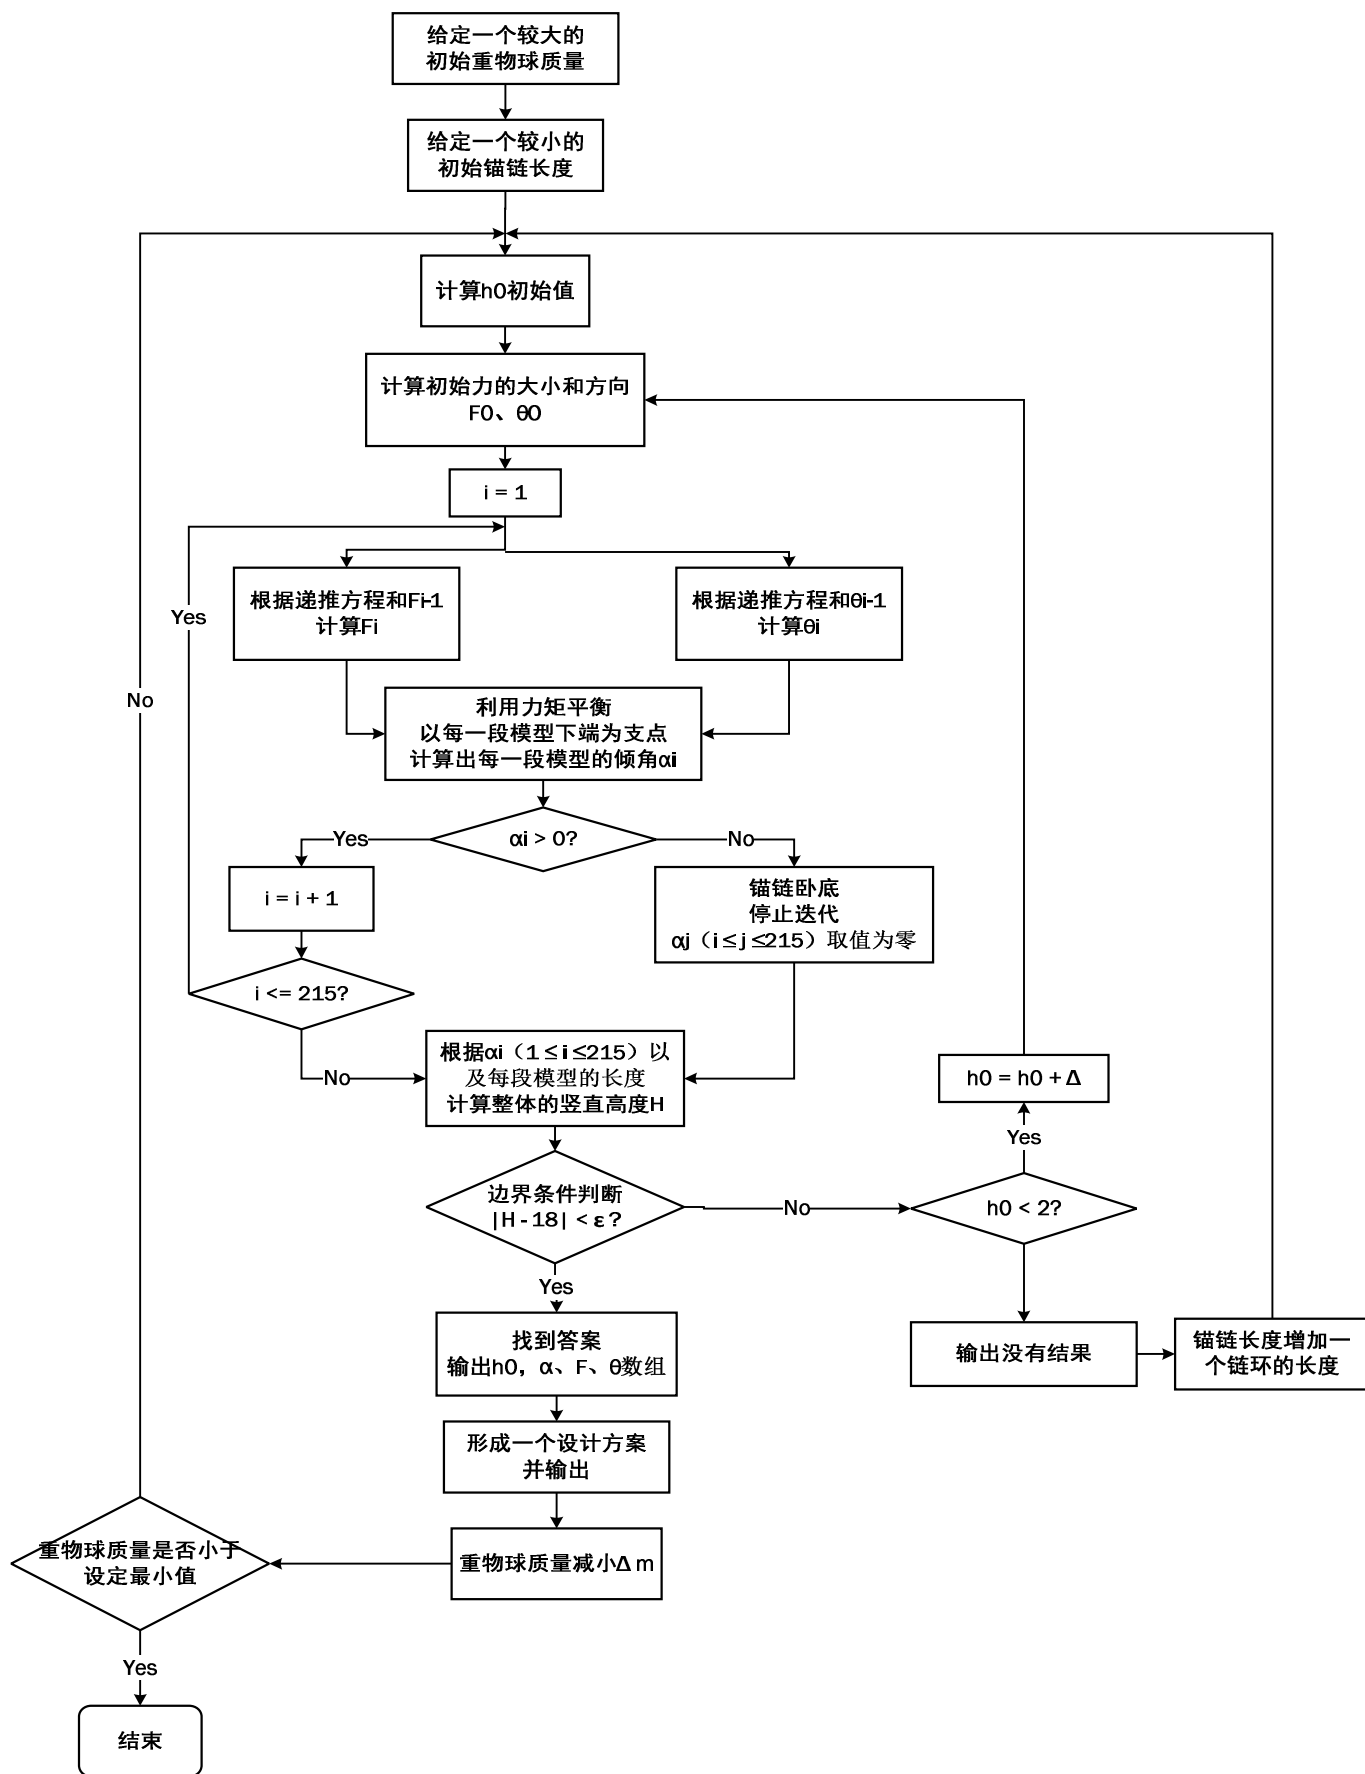 给定一个较大的
初始重物球质量
给定一个较小的
初始锚链长度
计算h0初始值
计算初始力的大小和方向
F0、θ0
i = 1
根据递推方程和Fi-1
计算Fi
根据递推方程和θi-1
计算θi
Yes
No
利用力矩平衡
以每一段模型下端为支点
计算出每一段模型的倾角αi
αi > 0?
Yes
No
i = i + 1
锚链卧底
停止迭代
αj（i≤j≤215）取值为零
i <= 215?
No
根据αi（1≤i≤215）以
及每段模型的长度
计算整体的竖直高度H
h0 = h0 + Δ
Yes
边界条件判断
|H - 18| < ε?
No
h0 < 2?
Yes
找到答案
输出h0，α、F、θ数组
输出没有结果
锚链长度增加一
个链环的长度
形成一个设计方案
并输出
重物球质量减小Δ m
重物球质量是否小于
设定最小值
Yes
结束